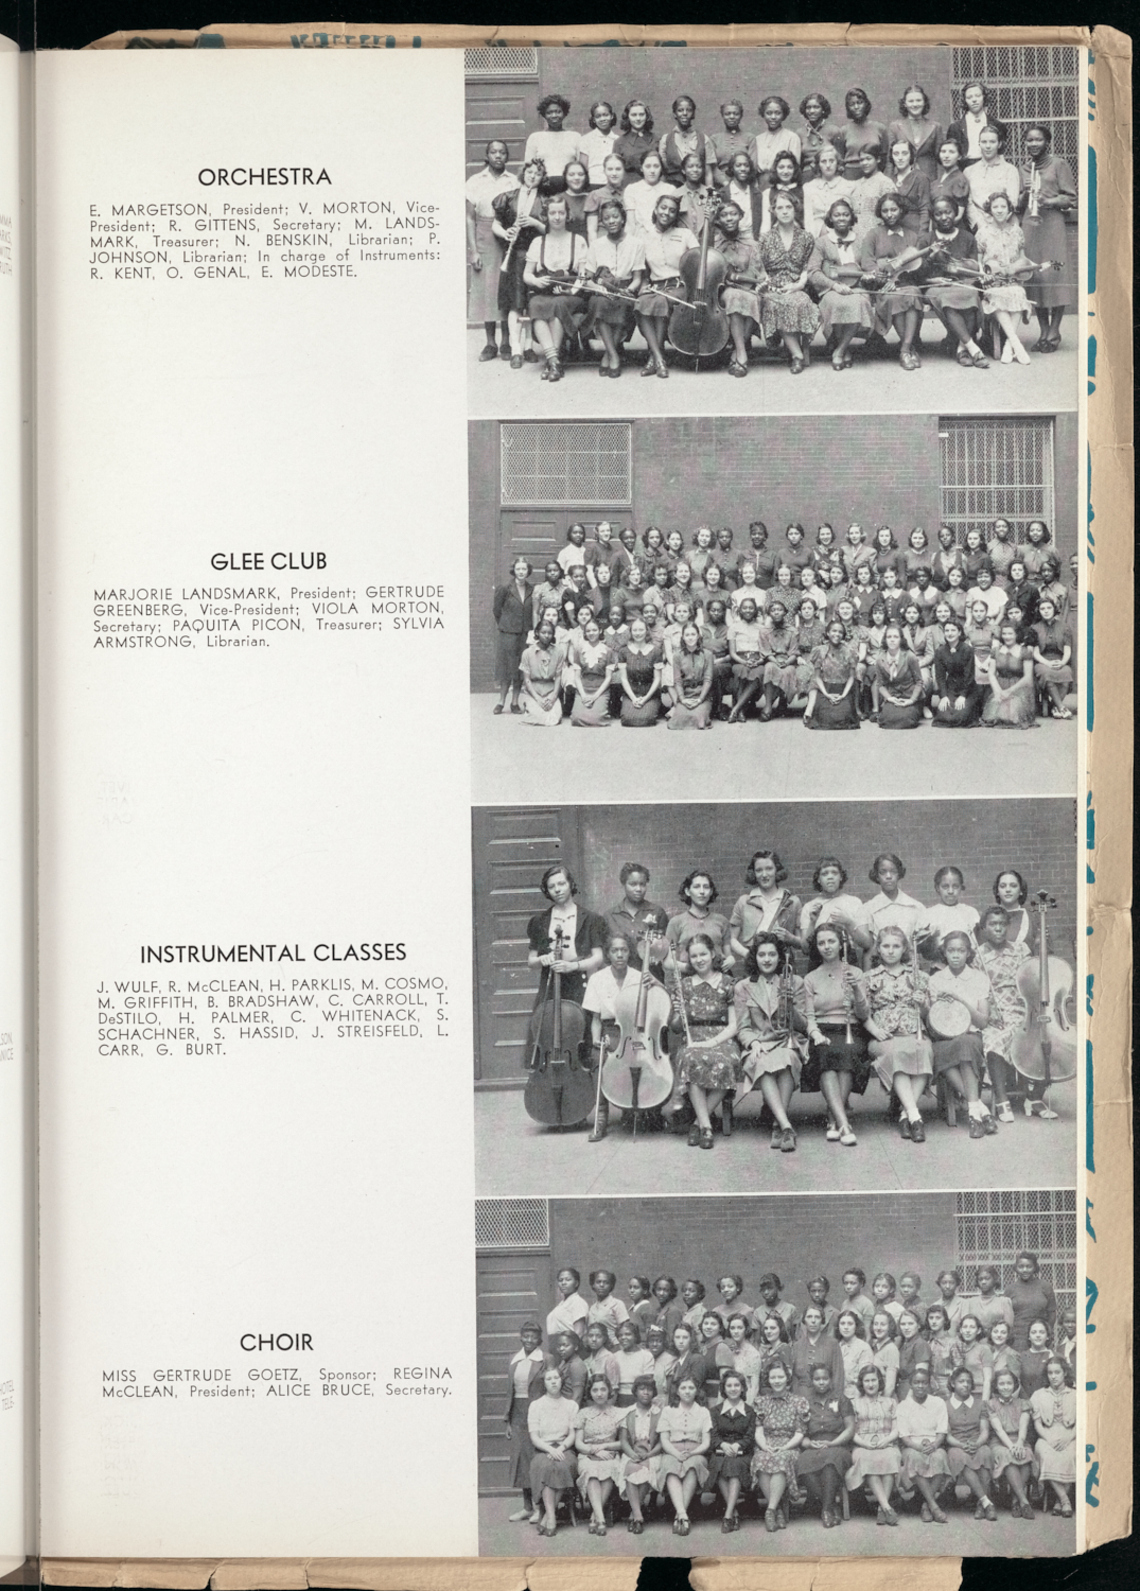 ORCHESTRA
E. MARGETSON, President; V. MORTON, Vice-
President; R. GITTENS, Secretary; M. LANDS-
MARK, Treasurer; N. BENSKIN, Librarian; P.
JOHNSON, Librarian; In charge of Instruments:
R. KENT, O. GENAL, E. MODESTE.
GLEE CLUB
MARJORIE LANDSMARK, President; GERTRUDE
GREENBERG, Vice-President; VIOLA MORTON,
Secretary; PAQUITA PICON, Treasurer; SYLVIA
ARMSTRONG, Librarian.
INSTRUMENTAL CLASSES
J. WULF, R. McCLEAN, H. PARKLIS, M. COSMO,
M. GRIFFITH, B. BRADSHAW, C. CARROLL, T.
DeSTILO, H. PALMER, C. WHITENACK, S.
SCHACHNER, S. HASSID, J. STREISFELD, L.
CARR, G. BURT.
CHOIR
MISS GERTRUDE GOETZ, Sponsor; REGINA
McCLEAN, President; ALICE BRUCE, Secretary.